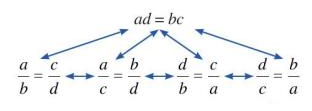 ad = bc
a/b = c/d ↔ a/c = b/d ↔ d/b = c/a ↔ d/c = b/a